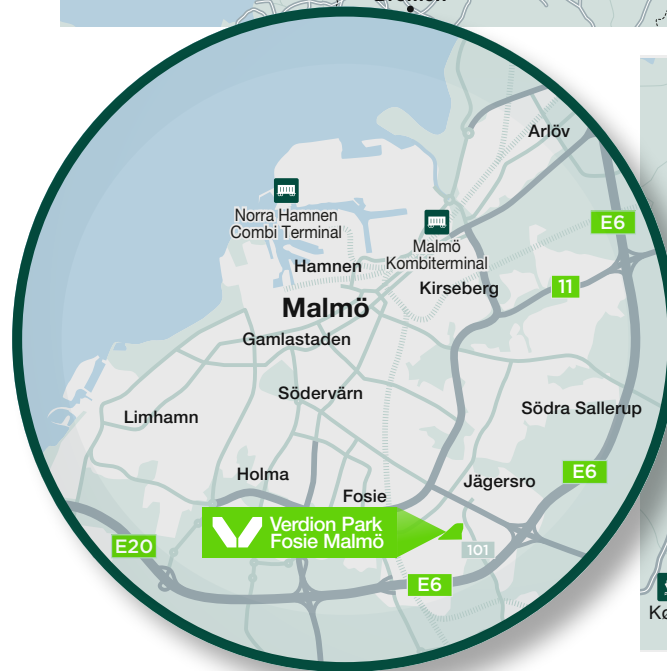 Arlöv
Norra Hamnen
Combi Terminal
E6
Malmö
Kombiterminal
Hamnen
Kirseberg
11
Malmö
Gamlastaden
Södervärn
Limhamn
Södra Sallerup
Holma
Jägersro
E6
Fosie
Verdion Park
Fosie Malmö
E20
101
E6